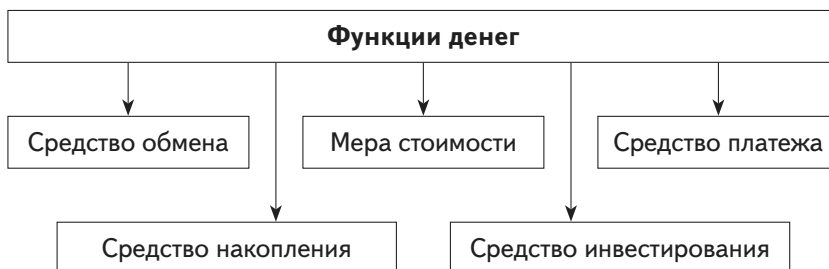 Функции денег
Средство обмена
Мера стоимости
Средство платежа
Средство накопления
Средство инвестирования